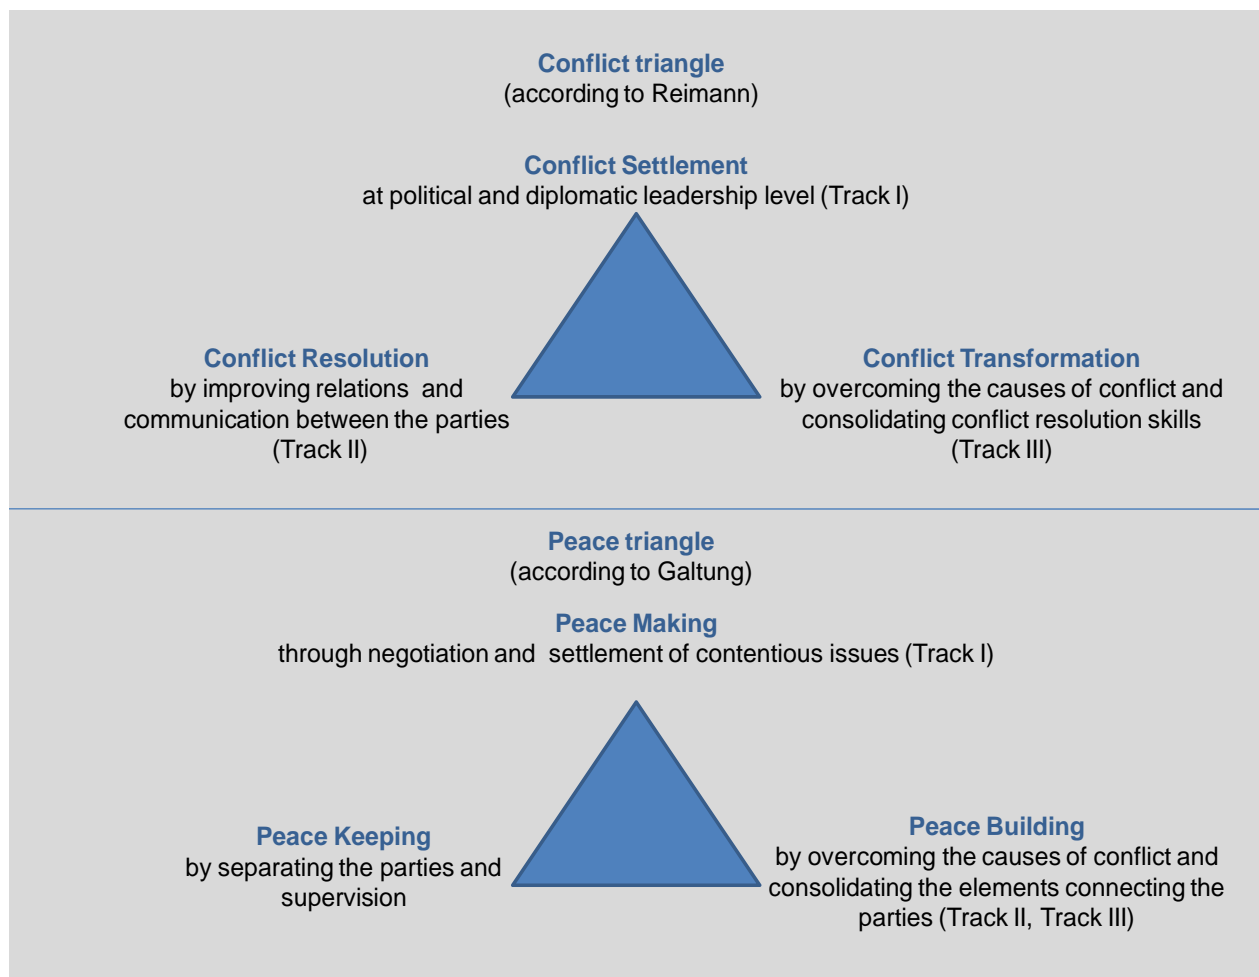 Conflict triangle
(according to Reimann)
Conflict Settlement
at political and diplomatic leadership level (Track I)
Conflict Resolution
by improving relations and
communication between the parties
(Track II)
Conflict Transformation
by overcoming the causes of conflict and
consolidating conflict resolution skills
(Track III)
Peace triangle
(according to Galtung)
Peace Making
through negotiation and settlement of contentious issues (Track I)
Peace Keeping
by separating the parties and
supervision
Peace Building
by overcoming the causes of conflict and
consolidating the elements connecting the
parties (Track II, Track III)